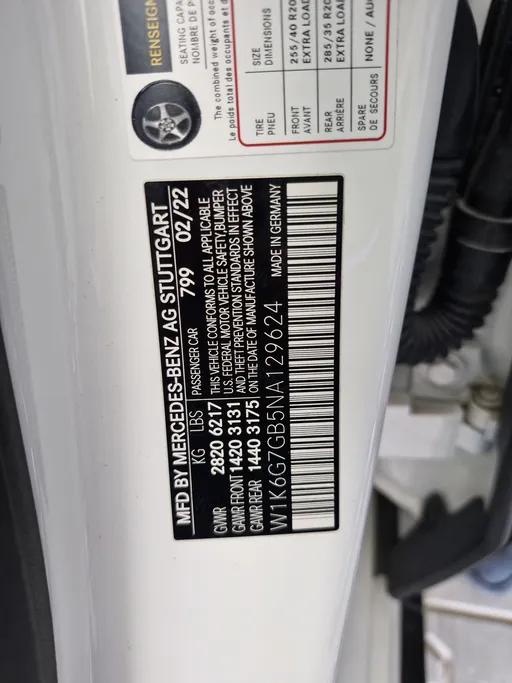 RENSEIGN
SEATING CAPA
NOMBRE DE P
The combined weight of occ
Le poids total des occupants et d
TIRE SIZE
PNEU DIMENSIONS
FRONT 255/40 R20
AVANT EXTRA LOAD
REAR 285/35 R20
ARRIÈRE EXTRA LOAD
SPARE NONE / AU
DE SECOURS
MFD BY MERCEDES-BENZ AG STUTTGART
KG LBS PASSENGER CAR 799 02/22
GVWR 2820 6217
GAWR FRONT 1420 3131
GAWR REAR 1440 3175
THIS VEHICLE CONFORMS TO ALL APPLICABLE
U.S. FEDERAL MOTOR VEHICLE SAFETY,BUMPER
AND THEFT PREVENTION STANDARDS IN EFFECT
ON THE DATE OF MANUFACTURE SHOWN ABOVE
W1K6G7GB5NA129624 MADE IN GERMANY